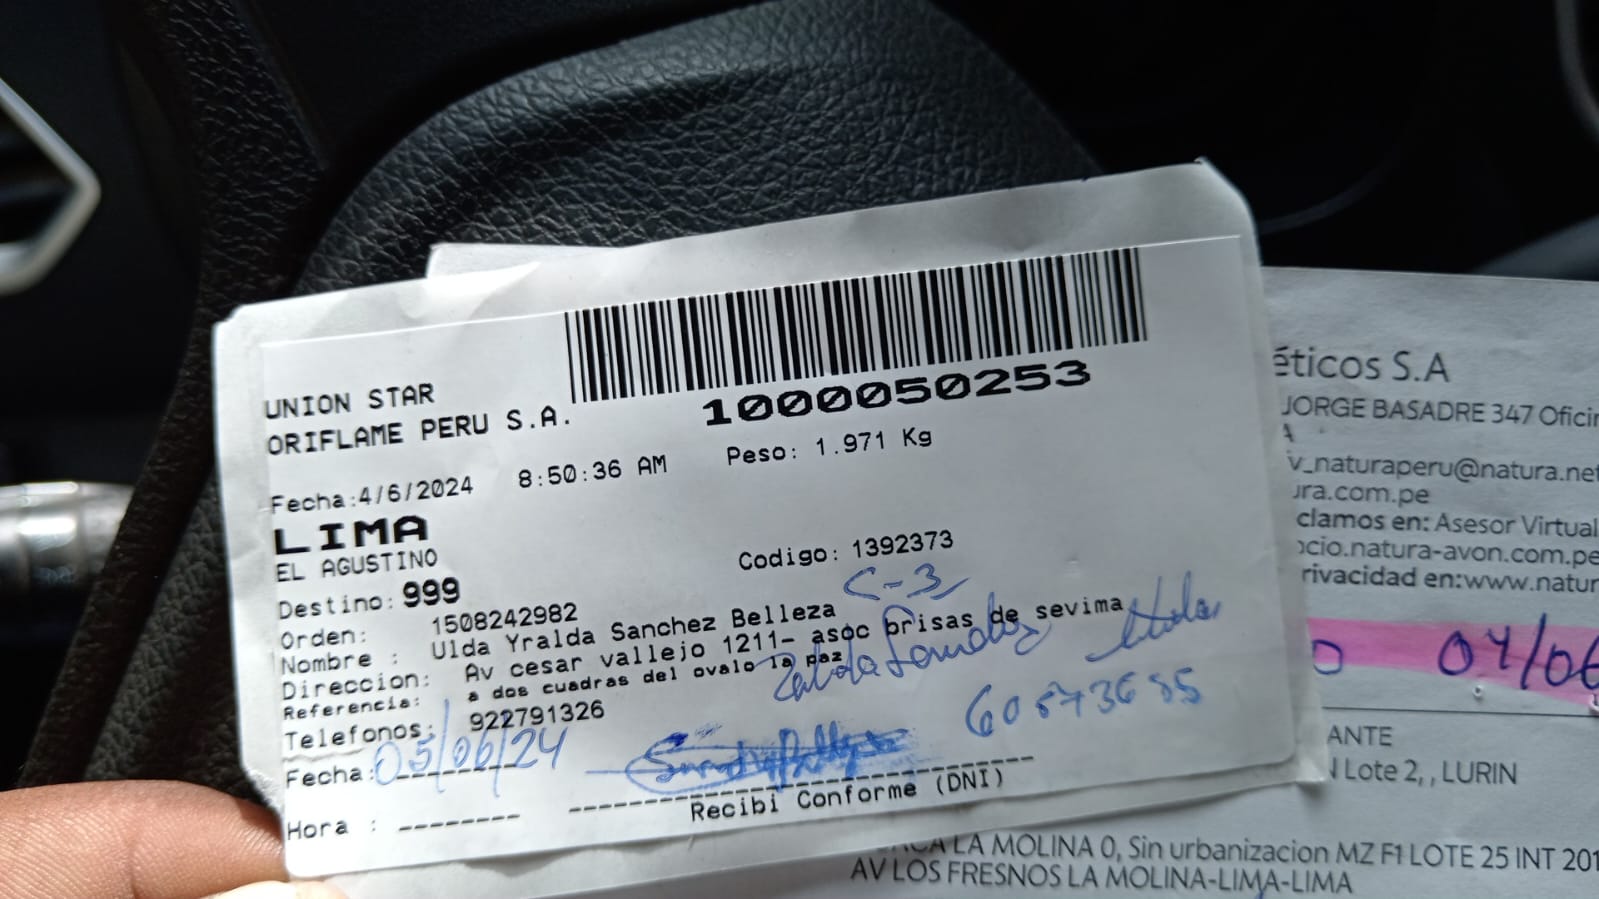 UNION STAR
ORIFLAME PERU S.A.
1000050253
Fecha:4/6/2024 8:50:36 AM Peso: 1.971 Kg
LIMA
EL AGUSTINO
Codigo: 1392373
Destino: 999
C-3
Orden: 1508242982
Nombre : Ulda Yralda Sanchez Belleza
Direccion: Av cesar vallejo 1211- asoc brisas de sevima
Referencia: a dos cuadras del ovalo la paz
Telefonos: 922791326
Fecha: 05/06/24
Recibi Conforme (DNI)
Hora :
éticos S.A
JORGE BASADRE 347 Oficin
A
v_naturaperu@natura.net
ura.com.pe
clamos en: Asesor Virtual
ocio.natura-avon.com.pe
rivacidad en:www.natur
04/06
ANTE
Lote 2, , LURIN
LA MOLINA 0, Sin urbanizacion MZ F1 LOTE 25 INT 201
AV LOS FRESNOS LA MOLINA-LIMA-LIMA